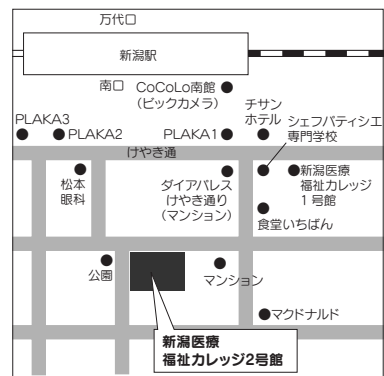 万代口
新潟駅
南口
CoCoLo南館
(ビックカメラ)
チサン
ホテル
シェフパティシエ
専門学校
PLAKA3
PLAKA2
PLAKA1
けやき通
松本
眼科
ダイアパレス
けやき通り
(マンション)
新潟医療
福祉カレッジ
1号館
食堂いちばん
公園
マンション
マクドナルド
新潟医療
福祉カレッジ2号館